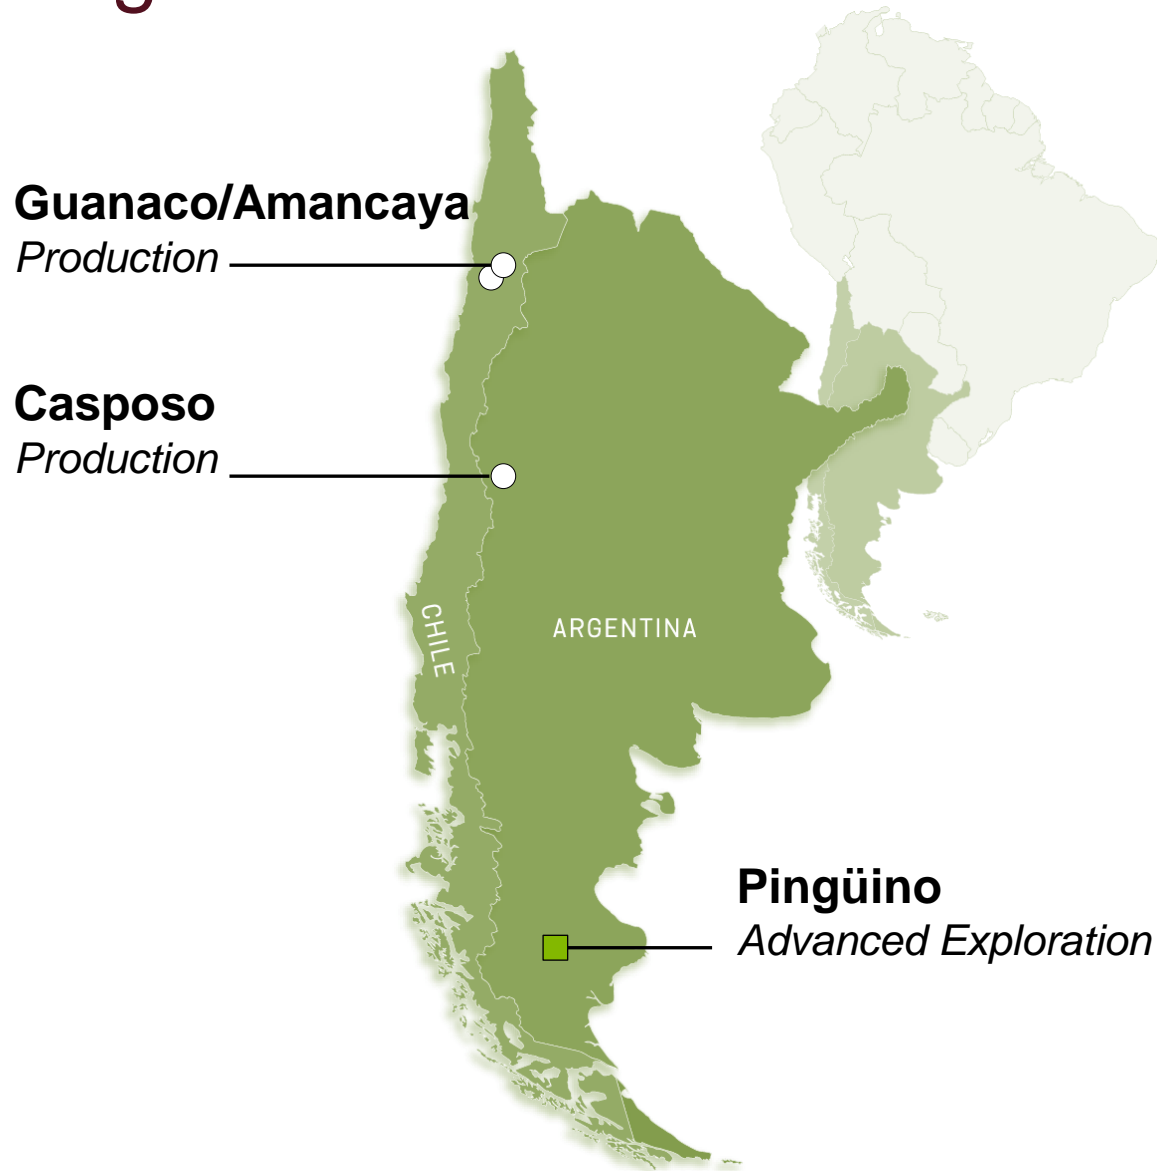 Guanaco/Amancaya
Production
Casposo
Production
CHILE
ARGENTINA
Pingüino
Advanced Exploration